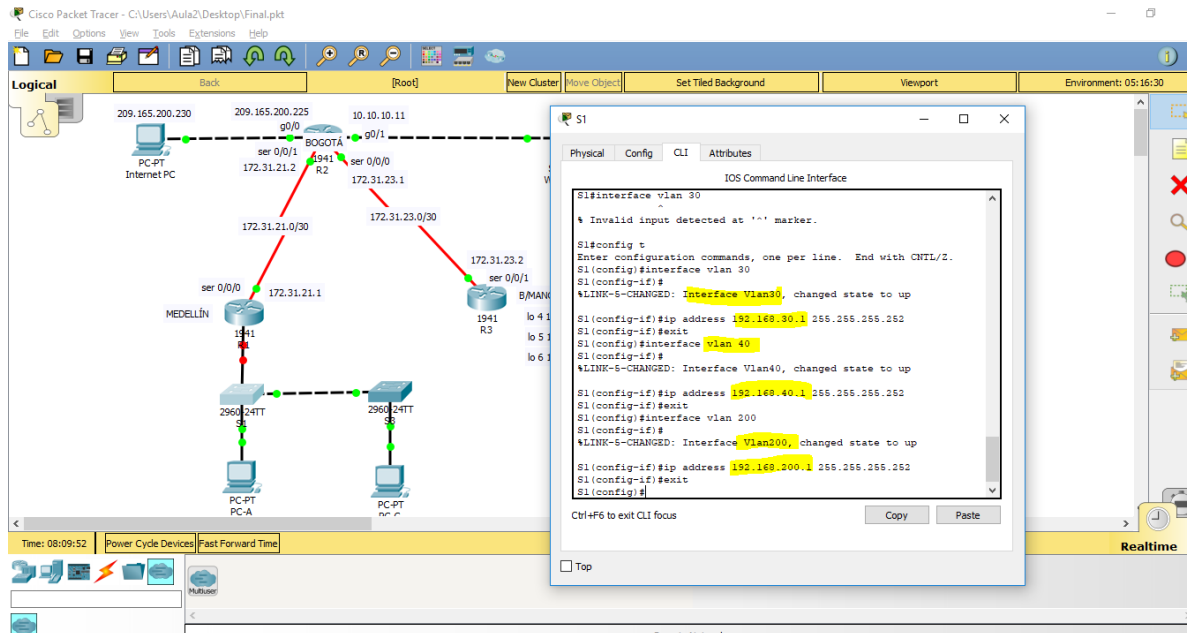 Cisco Packet Tracer - C:\Users\Aula2\Desktop\Final.pkt
File Edit Options View Tools Extensions Help
Logical
Back
[Root]
New Cluster
Move Object
Set Tiled Background
Viewport
Environment: 05:16:30
209.165.200.230
209.165.200.225
g0/0
10.10.10.11
g0/1
BOGOTÁ
PC-PT
Internet PC
ser 0/0/1
172.31.21.2
1941
R2
ser 0/0/0
172.31.23.1
172.31.23.0/30
172.31.21.0/30
172.31.23.2
ser 0/0/1
ser 0/0/0
172.31.21.1
MEDELLÍN
1941
R1
1941
R3
lo 4 1
lo 5 1
lo 6 1
2960-24TT
S1
2960-24TT
S3
PC-PT
PC-A
PC-PT
S1
Physical Config CLI Attributes
IOS Command Line Interface
S1#interface vlan 30
^
% Invalid input detected at '^' marker.
S1#config t
Enter configuration commands, one per line. End with CNTL/Z.
S1(config)#interface vlan 30
S1(config-if)#
%LINK-5-CHANGED: Interface Vlan30, changed state to up
S1(config-if)#ip address 192.168.30.1 255.255.255.252
S1(config-if)#exit
S1(config)#interface vlan 40
S1(config-if)#
%LINK-5-CHANGED: Interface Vlan40, changed state to up
S1(config-if)#ip address 192.168.40.1 255.255.255.252
S1(config-if)#exit
S1(config)#interface vlan 200
S1(config-if)#
%LINK-5-CHANGED: Interface Vlan200, changed state to up
S1(config-if)#ip address 192.168.200.1 255.255.255.252
S1(config-if)#exit
S1(config)#
Ctrl+F6 to exit CLI focus
Copy
Paste
Top
Time: 08:09:52
Power Cycle Devices
Fast Forward Time
Realtime
Multiuser